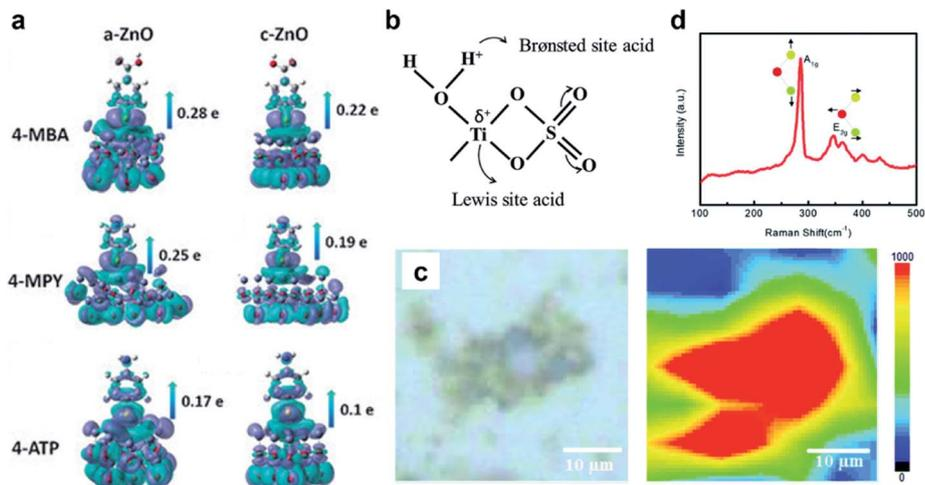 a
a-ZnO
c-ZnO
4-MBA
0.28 e
0.22 e
4-MPY
0.25 e
0.19 e
4-ATP
0.17 e
0.1 e
b
H
H+
Brønsted site acid
O
δ+
O
O
Ti
S
O
O
Lewis site acid
c
10 μm
10 μm
1000
0
d
Intensity (a.u.)
A1g
E2g
100 200 300 400 500
Raman Shift(cm-1)